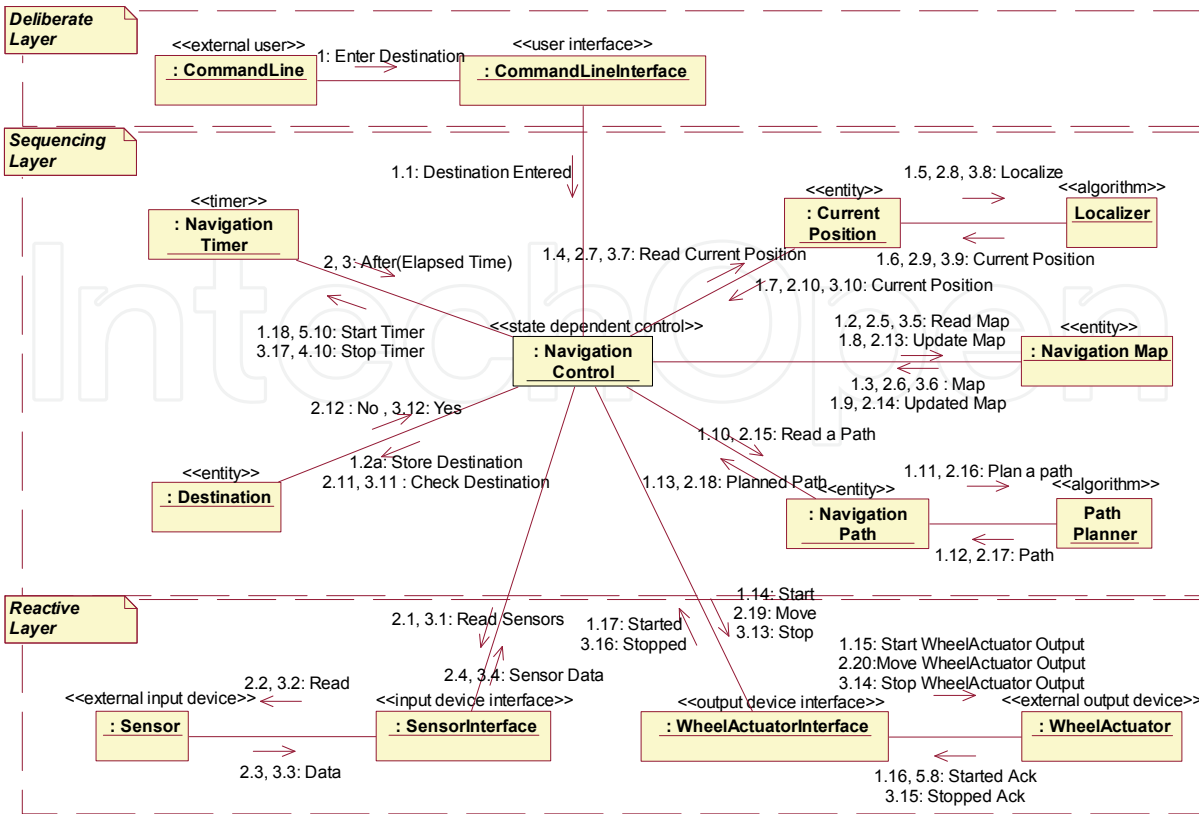 Deliberate
Layer
<<external user>>
: CommandLine
1: Enter Destination
<<user interface>>
: CommandLineInterface
Sequencing
Layer
1.1: Destination Entered
<<timer>>
: Navigation
Timer
2, 3: After(Elapsed Time)
1.18, 5.10: Start Timer
3.17, 4.10: Stop Timer
<<entity>>
: Current
Position
1.5, 2.8, 3.8: Localize
<<algorithm>>
Localizer
1.6, 2.9, 3.9: Current Position
1.4, 2.7, 3.7: Read Current Position
1.7, 2.10, 3.10: Current Position
<<state dependent control>>
: Navigation
Control
1.2, 2.5, 3.5: Read Map
1.8, 2.13: Update Map
<<entity>>
: Navigation Map
1.3, 2.6, 3.6 : Map
1.9, 2.14: Updated Map
2.12 : No , 3.12: Yes
1.2a: Store Destination
2.11, 3.11 : Check Destination
<<entity>>
: Destination
1.10, 2.15: Read a Path
1.13, 2.18: Planned Path
<<entity>>
: Navigation
Path
1.11, 2.16: Plan a path
<<algorithm>>
Path
Planner
1.12, 2.17: Path
IntechOpen
Reactive
Layer
2.1, 3.1: Read Sensors
2.4, 3.4: Sensor Data
1.17: Started
3.16: Stopped
1.14: Start
2.19: Move
3.13: Stop
1.15: Start WheelActuator Output
2.20:Move WheelActuator Output
3.14: Stop WheelActuator Output
<<external input device>>
: Sensor
2.2, 3.2: Read
2.3, 3.3: Data
<<input device interface>>
: SensorInterface
<<output device interface>>
: WheelActuatorInterface
<<external output device>>
: WheelActuator
1.16, 5.8: Started Ack
3.15: Stopped Ack